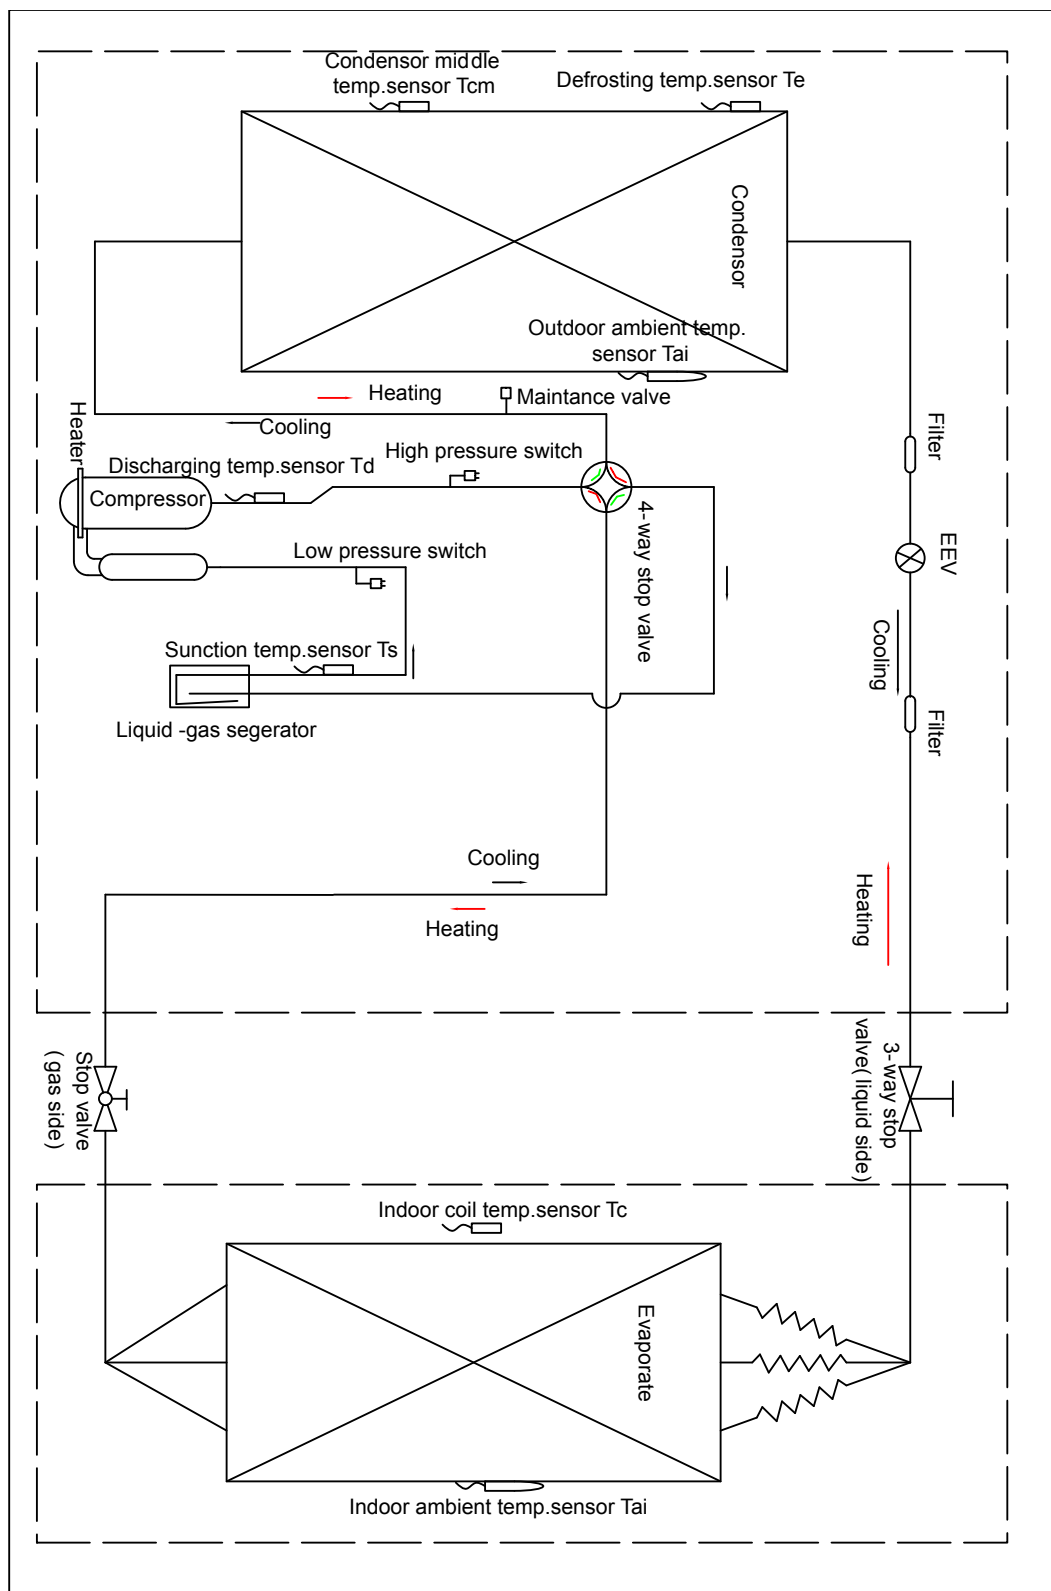 Condensor middle
temp.sensor Tcm
Defrosting temp.sensor Te
Condensor
Outdoor ambient temp.
sensor Tai
Heating
Maintance valve
Cooling
Heater
High pressure switch
Discharging temp.sensor Td
Compressor
4-way stop valve
Filter
EEV
Low pressure switch
Cooling
Sunction temp.sensor Ts
Filter
Liquid -gas segerator
Cooling
Heating
Heating
Stop valve
(gas side)
3-way stop
valve(liquid side)
Indoor coil temp.sensor Tc
Evaporate
Indoor ambient temp.sensor Tai